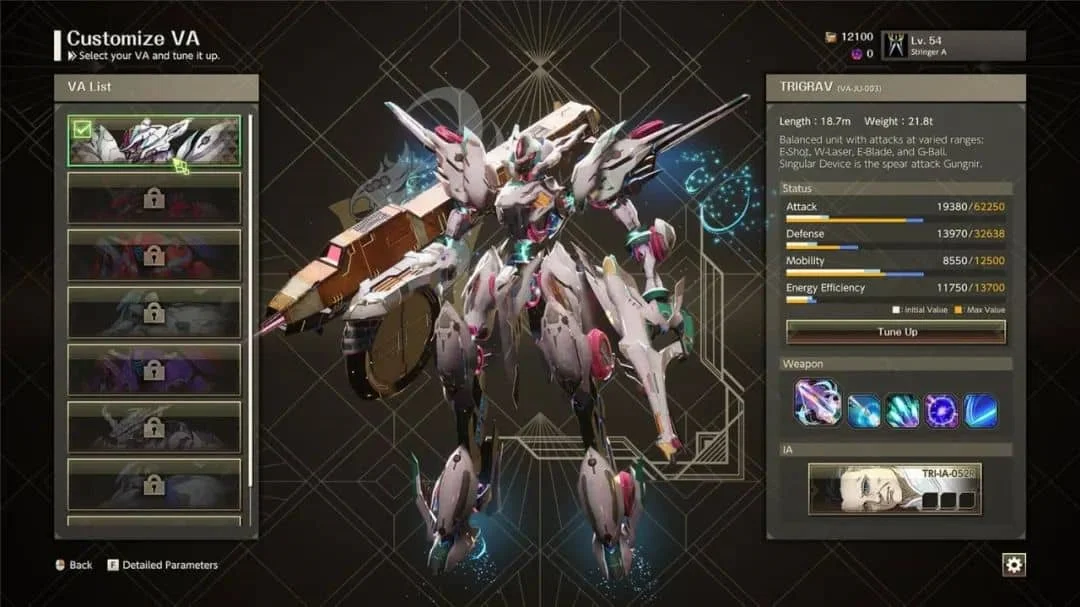 Customize VA
Select your VA and tune it up.
12100
0
Lv. 54
Stringer A
VA List
TRIGRAV (VA-JU-003)
Length : 18.7m Weight : 21.8t
Balanced unit with attacks at varied ranges:
E-Shot, W-Laser, E-Blade, and G-Ball.
Singular Device is the spear attack Gungnir.
Status
Attack 19380/62250
Defense 13970/32638
Mobility 8550/12500
Energy Efficiency 11750/13700
:Initial Value :Max Value
Tune Up
Weapon
IA
TRI-IA-052R
Back F Detailed Parameters